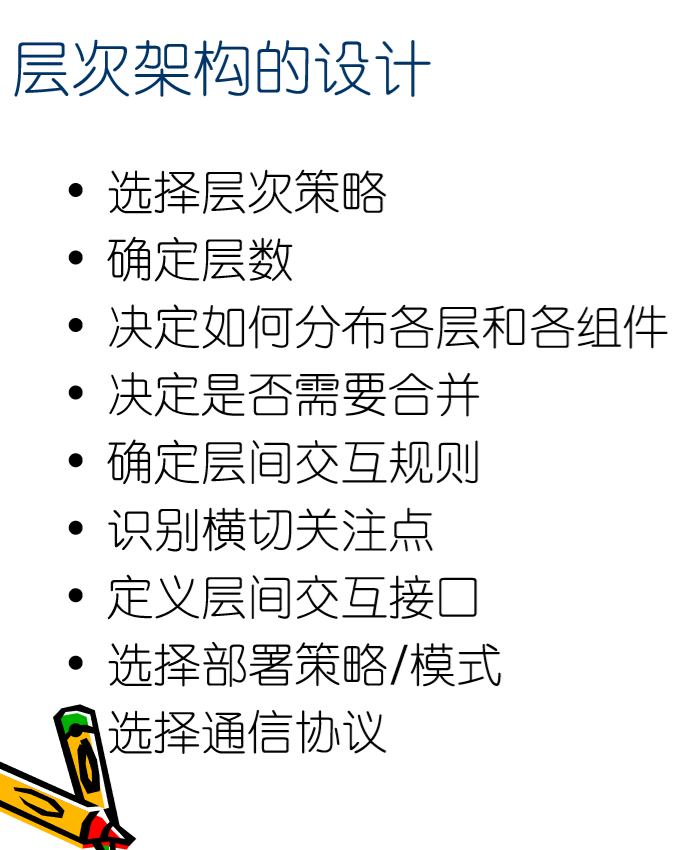 层次架构的设计
• 选择层次策略
• 确定层数
• 决定如何分布各层和各组件
• 决定是否需要合并
• 确定层间交互规则
• 识别横切关注点
• 定义层间交互接口
• 选择部署策略/模式
选择通信协议